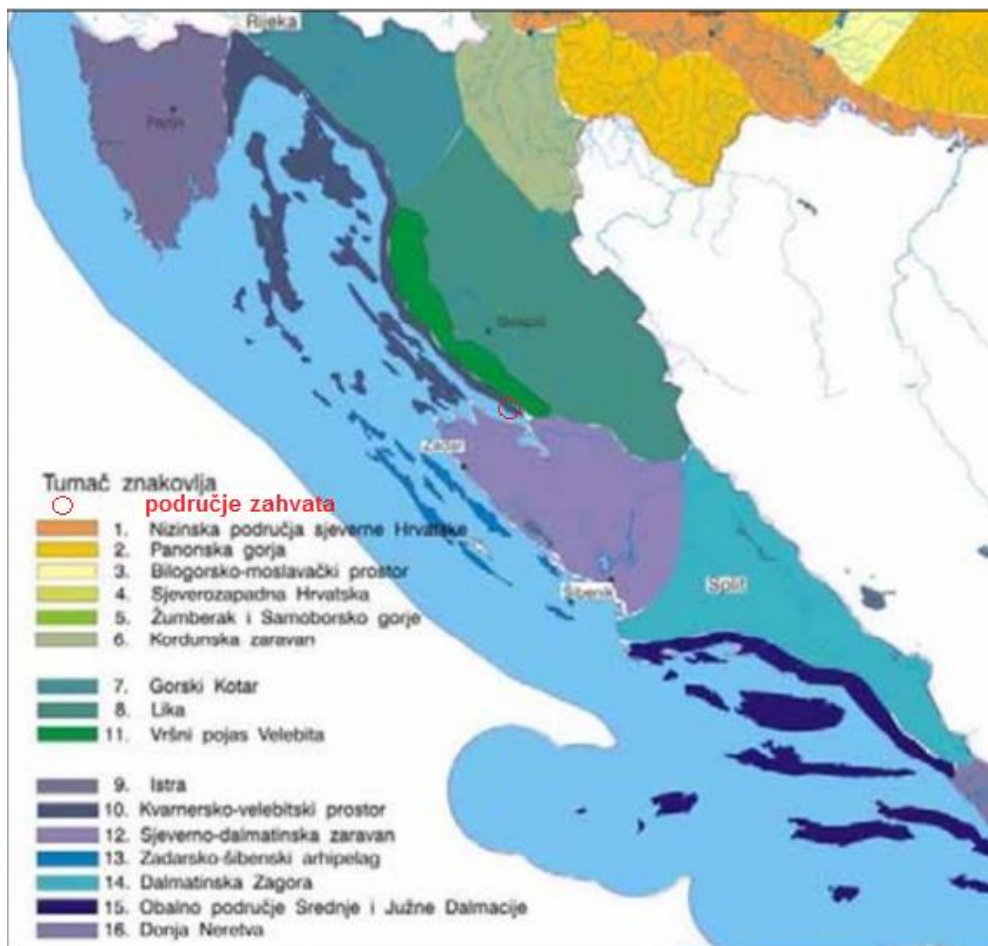 Rijeka
Pazin
Gospić
Zadar
Šibenik
Split
Tumač znakovlja
područje zahvata
1. Nizinska područja sjeverne Hrvatske
2. Panonska gorja
3. Bilogorsko-moslavački prostor
4. Sjeverozapadna Hrvatska
5. Žumberak i Samoborsko gorje
6. Kordunska zaravan
7. Gorski Kotar
8. Lika
11. Vršni pojas Velebita
9. Istra
10. Kvarnersko-velebitski prostor
12. Sjeverno-dalmatinska zaravan
13. Zadarsko-šibenski arhipelag
14. Dalmatinska Zagora
15. Obalno područje Srednje i Južne Dalmacije
16. Donja Neretva